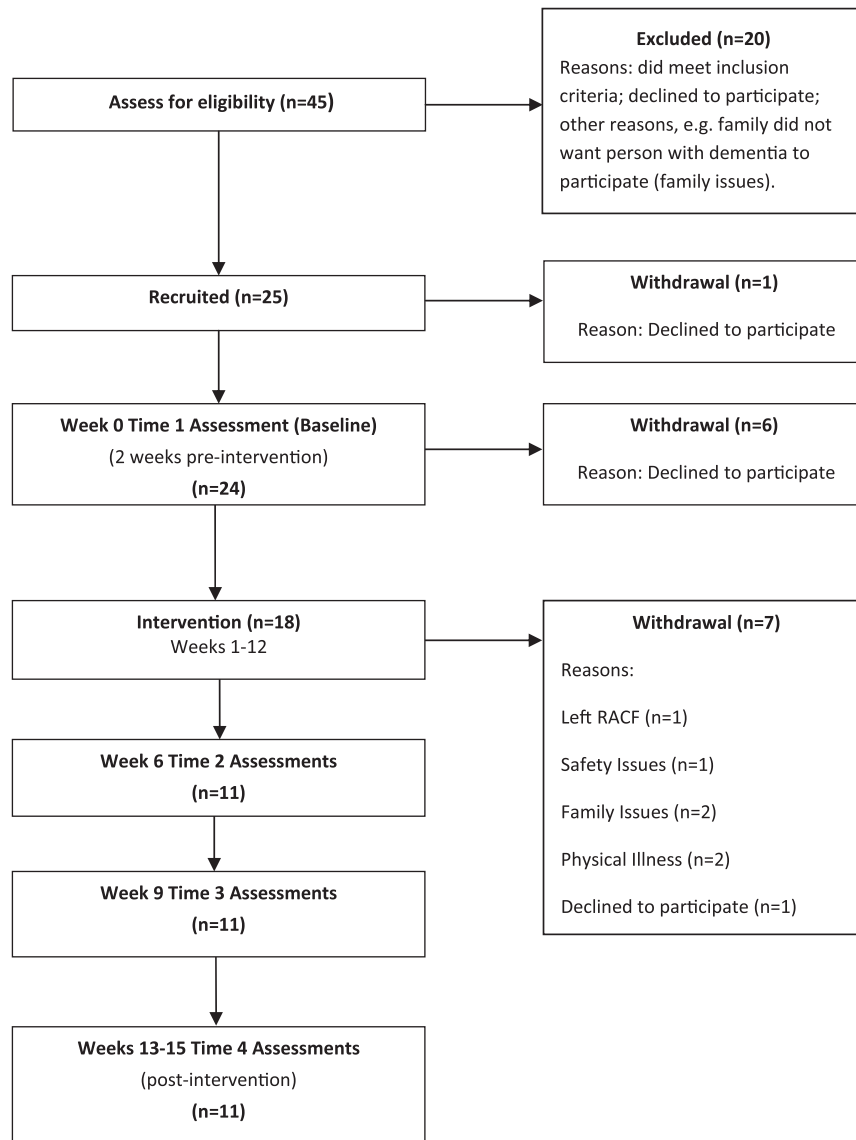 Excluded (n=20)
Reasons: did meet inclusion
criteria; declined to participate;
other reasons, e.g. family did not
want person with dementia to
participate (family issues).
Assess for eligibility (n=45)
Recruited (n=25)
Withdrawal (n=1)
Reason: Declined to participate
Week 0 Time 1 Assessment (Baseline)
(2 weeks pre-intervention)
(n=24)
Withdrawal (n=6)
Reason: Declined to participate
Intervention (n=18)
Weeks 1-12
Withdrawal (n=7)
Reasons:
Left RACF (n=1)
Safety Issues (n=1)
Family Issues (n=2)
Physical Illness (n=2)
Declined to participate (n=1)
Week 6 Time 2 Assessments
(n=11)
Week 9 Time 3 Assessments
(n=11)
Weeks 13-15 Time 4 Assessments
(post-intervention)
(n=11)